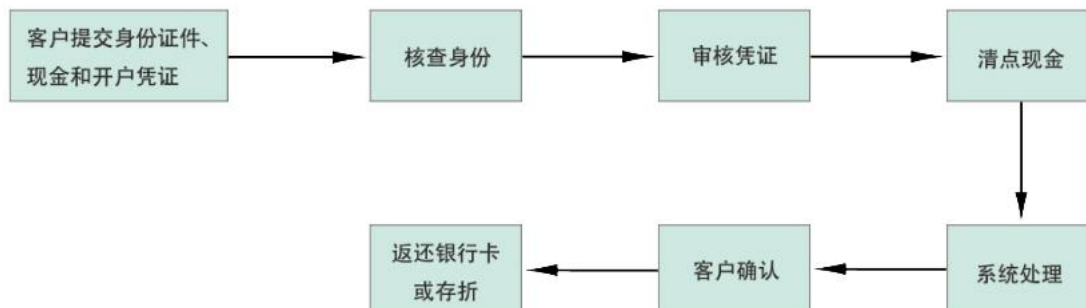 客户提交身份证件、
现金和开户凭证
核查身份
审核凭证
清点现金
系统处理
客户确认
返还银行卡
或存折